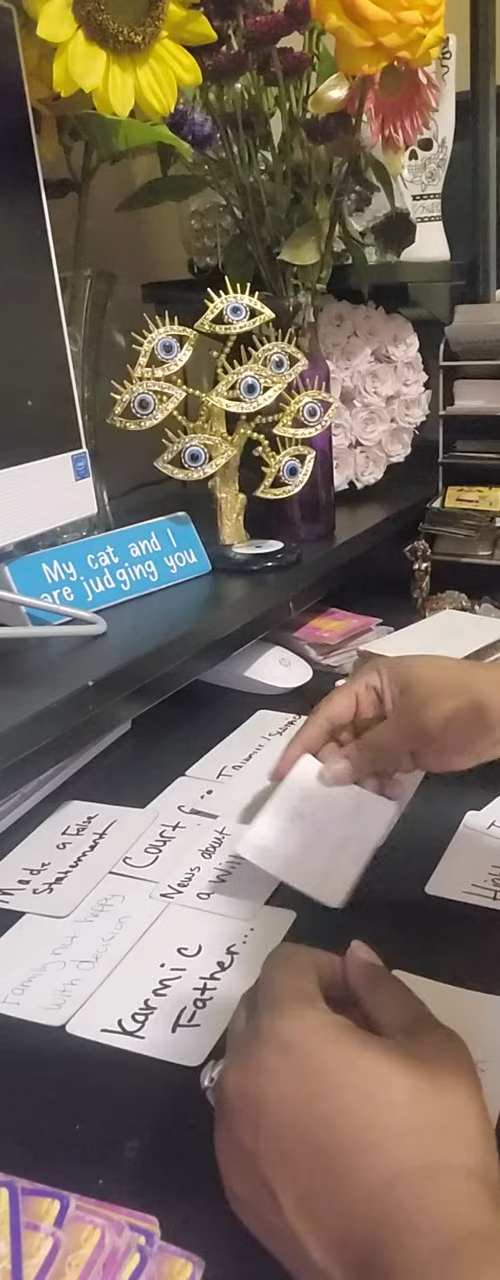 My cat and I
are judging you
Made a False
Statement
Court
News about
a Will
Family not happy
with decision
Karmic
Father...